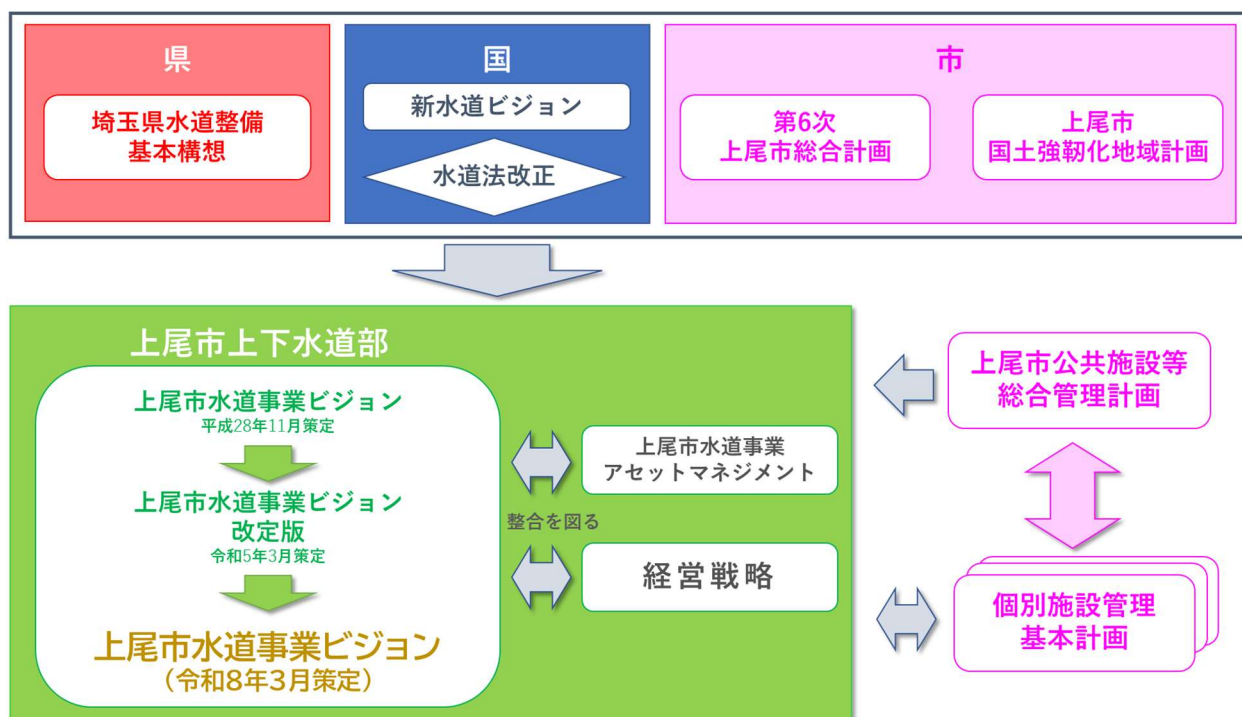 県
埼玉県水道整備
基本構想
国
新水道ビジョン
水道法改正
市
第6次
上尾市総合計画
上尾市
国土強靭化地域計画
上尾市上下水道部
上尾市水道事業ビジョン
平成28年11月策定
上尾市水道事業ビジョン
改定版
令和5年3月策定
上尾市水道事業ビジョン
（令和8年3月策定）
上尾市水道事業
アセットマネジメント
整合を図る
経営戦略
上尾市公共施設等
総合管理計画
個別施設管理
基本計画